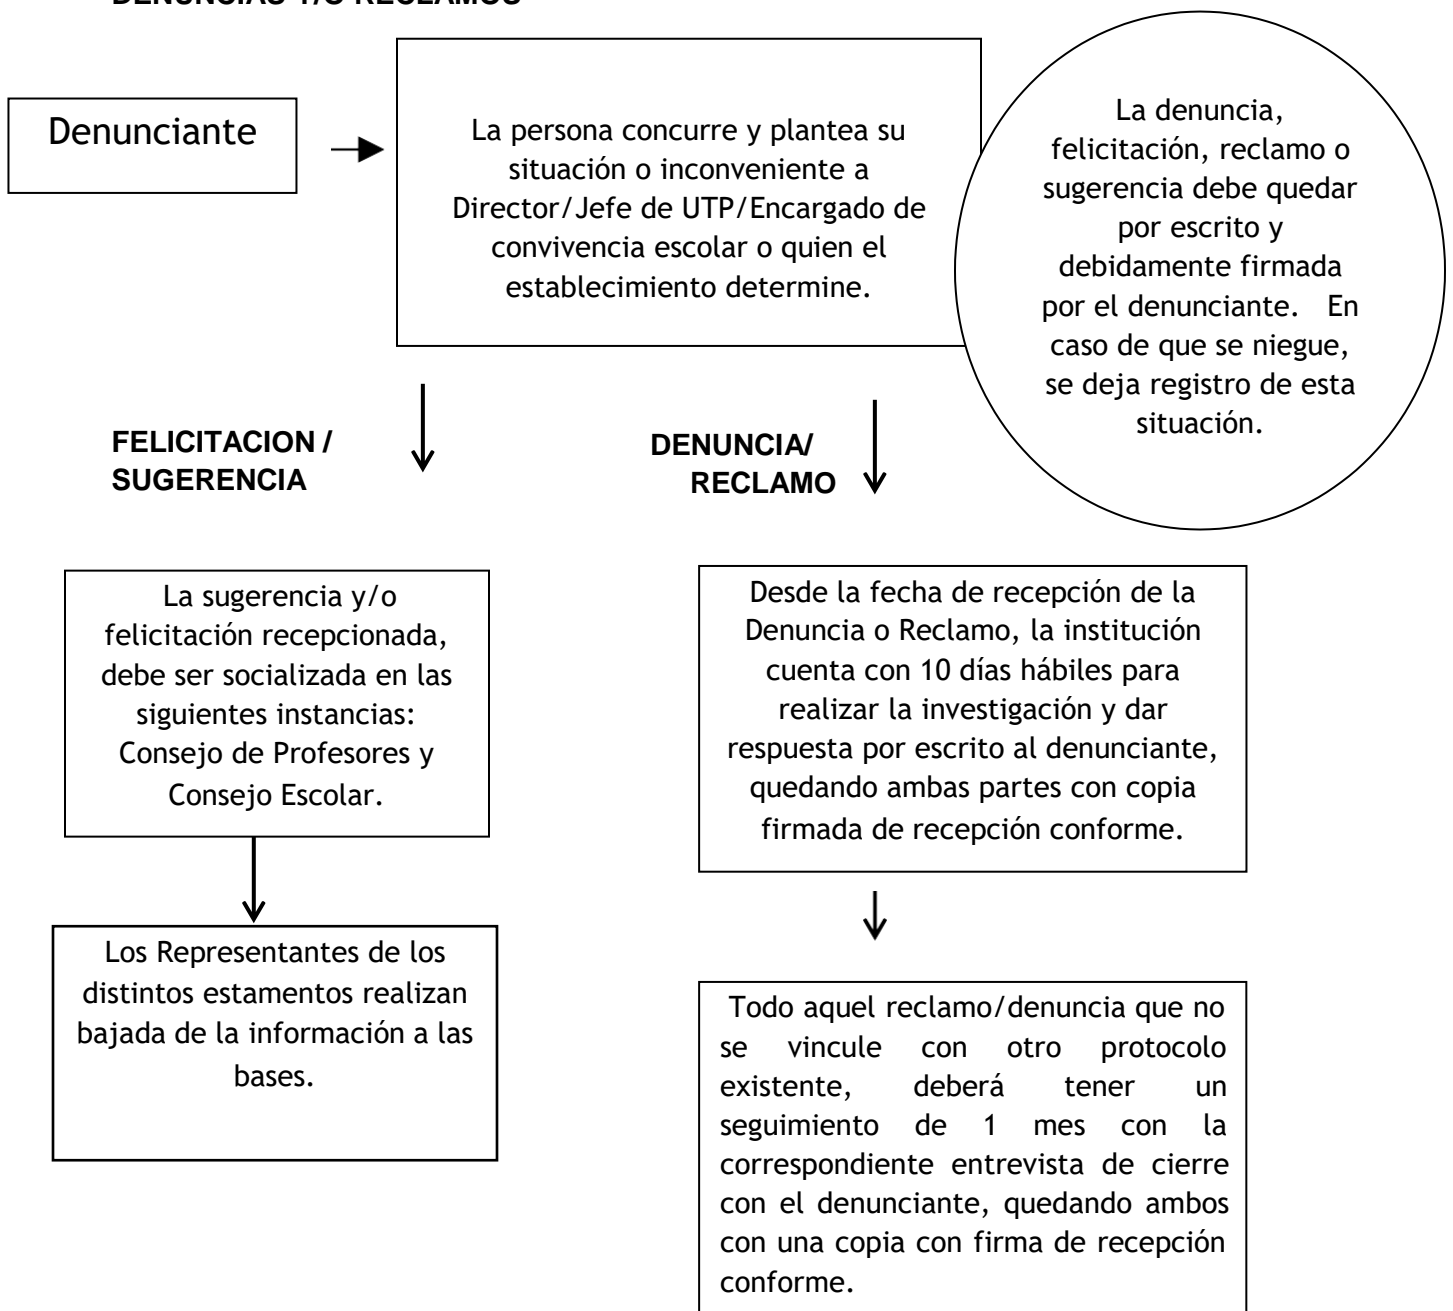 DENUNCIAS Y/O RECLAMOS
Denunciante
La persona concurre y plantea su
situación o inconveniente a
Director/Jefe de UTP/Encargado de
convivencia escolar o quien el
establecimiento determine.
La denuncia,
felicitación, reclamo o
sugerencia debe quedar
por escrito y
debidamente firmada
por el denunciante. En
caso de que se niegue,
se deja registro de esta
situación.
FELICITACION /
SUGERENCIA
DENUNCIA/
RECLAMO
La sugerencia y/o
felicitación recepcionada,
debe ser socializada en las
siguientes instancias:
Consejo de Profesores y
Consejo Escolar.
Los Representantes de los
distintos estamentos realizan
bajada de la información a las
bases.
Desde la fecha de recepción de la
Denuncia o Reclamo, la institución
cuenta con 10 días hábiles para
realizar la investigación y dar
respuesta por escrito al denunciante,
quedando ambas partes con copia
firmada de recepción conforme.
Todo aquel reclamo/denuncia que no
se vincule con otro protocolo
existente, deberá tener un
seguimiento de 1 mes con la
correspondiente entrevista de cierre
con el denunciante, quedando ambos
con una copia con firma de recepción
conforme.